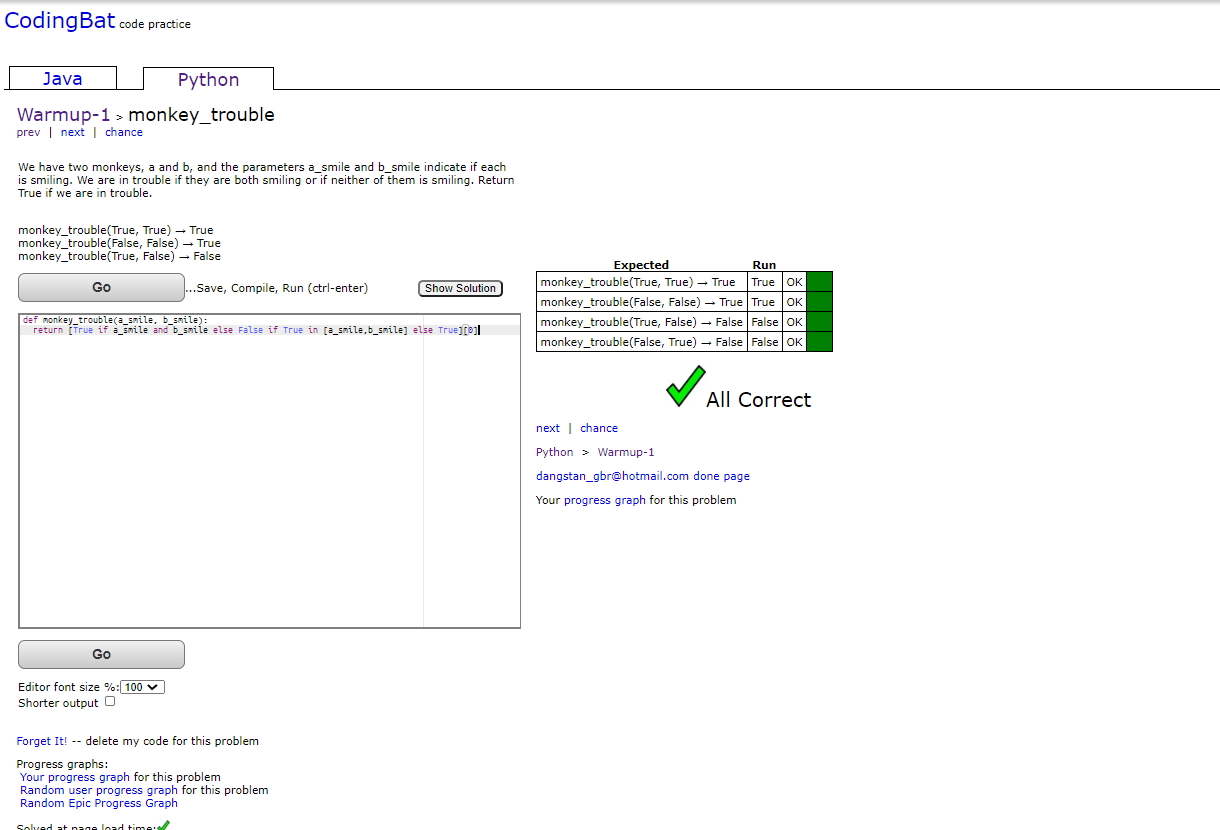 CodingBat code practice
Java
Python
Warmup-1 > monkey_trouble
prev | next | chance
We have two monkeys, a and b, and the parameters a_smile and b_smile indicate if each
is smiling. We are in trouble if they are both smiling or if neither of them is smiling. Return
True if we are in trouble.
monkey_trouble(True, True) → True
monkey_trouble(False, False) → True
monkey_trouble(True, False) → False
Go ...Save, Compile, Run (ctrl-enter) Show Solution
def monkey_trouble(a_smile, b_smile):
return [True if a_smile and b_smile else False if True in [a_smile,b_smile] else True][0]
Expected Run
monkey_trouble(True, True) → True True OK
monkey_trouble(False, False) → True True OK
monkey_trouble(True, False) → False False OK
monkey_trouble(False, True) → False False OK
All Correct
next | chance
Python > Warmup-1
dangstan_gbr@hotmail.com done page
Your progress graph for this problem
Go
Editor font size %: 100
Shorter output
Forget It! -- delete my code for this problem
Progress graphs:
Your progress graph for this problem
Random user progress graph for this problem
Random Epic Progress Graph
Solved at page load time: